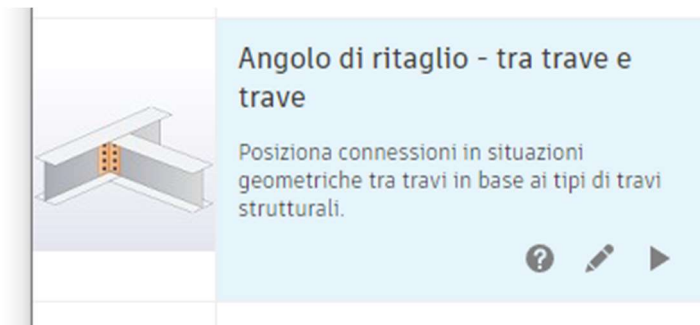 Angolo di ritaglio - tra trave e
trave
Posiziona connessioni in situazioni
geometriche tra travi in base ai tipi di travi
strutturali.